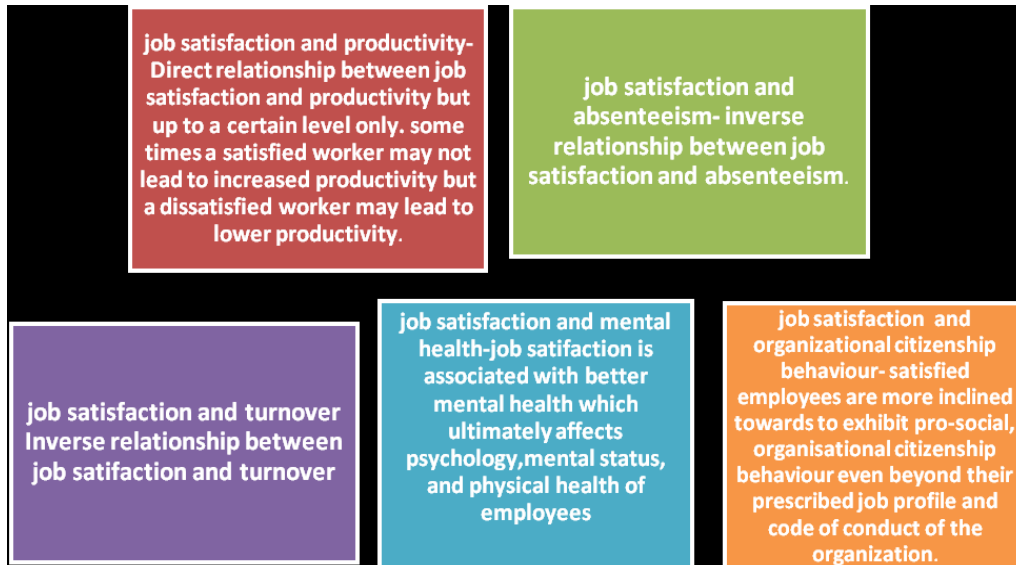 job satisfaction and productivity-
Direct relationship between job
satisfaction and productivity but
up to a certain level only. some
times a satisfied worker may not
lead to increased productivity but
a dissatisfied worker may lead to
lower productivity.
job satisfaction and
absenteeism- inverse
relationship between job
satisfaction and absenteeism.
job satisfaction and turnover
Inverse relationship between
job satifaction and turnover
job satisfaction and mental
health-job satifaction is
associated with better
mental health which
ultimately affects
psychology,mental status,
and physical health of
employees
job satisfaction and
organizational citizenship
behaviour- satisfied
employees are more inclined
towards to exhibit pro-social,
organisational citizenship
behaviour even beyond their
prescribed job profile and
code of conduct of the
organization.